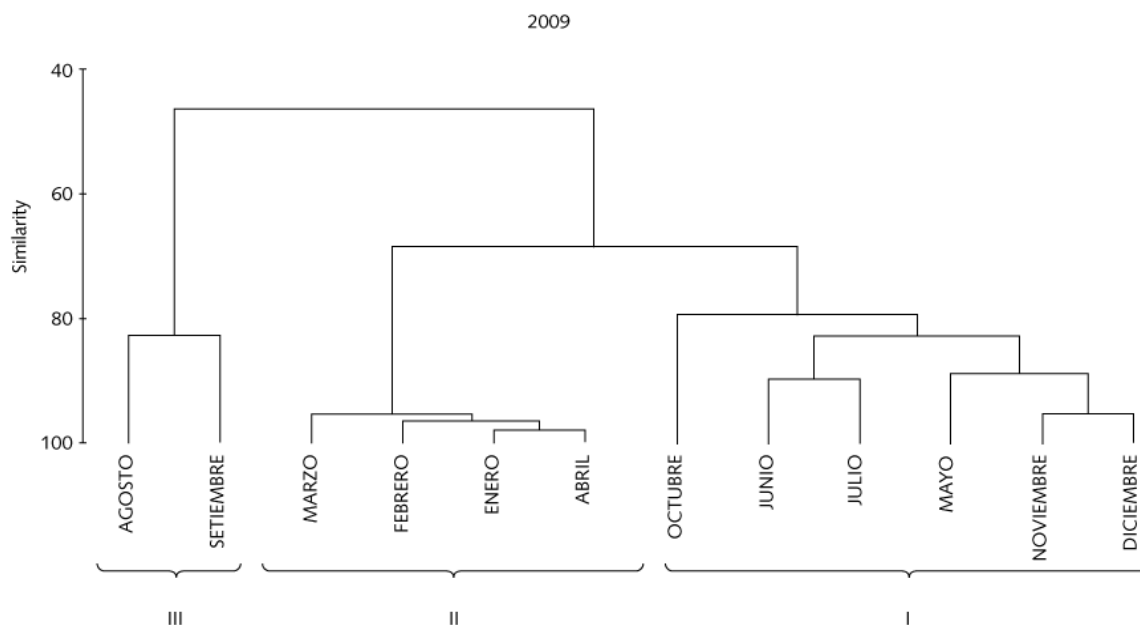 2009
Similarity
40
60
80
100
AGOSTO
SETIEMBRE
MARZO
FEBRERO
ENERO
ABRIL
OCTUBRE
JUNIO
JULIO
MAYO
NOVIEMBRE
DICIEMBRE
III
II
I